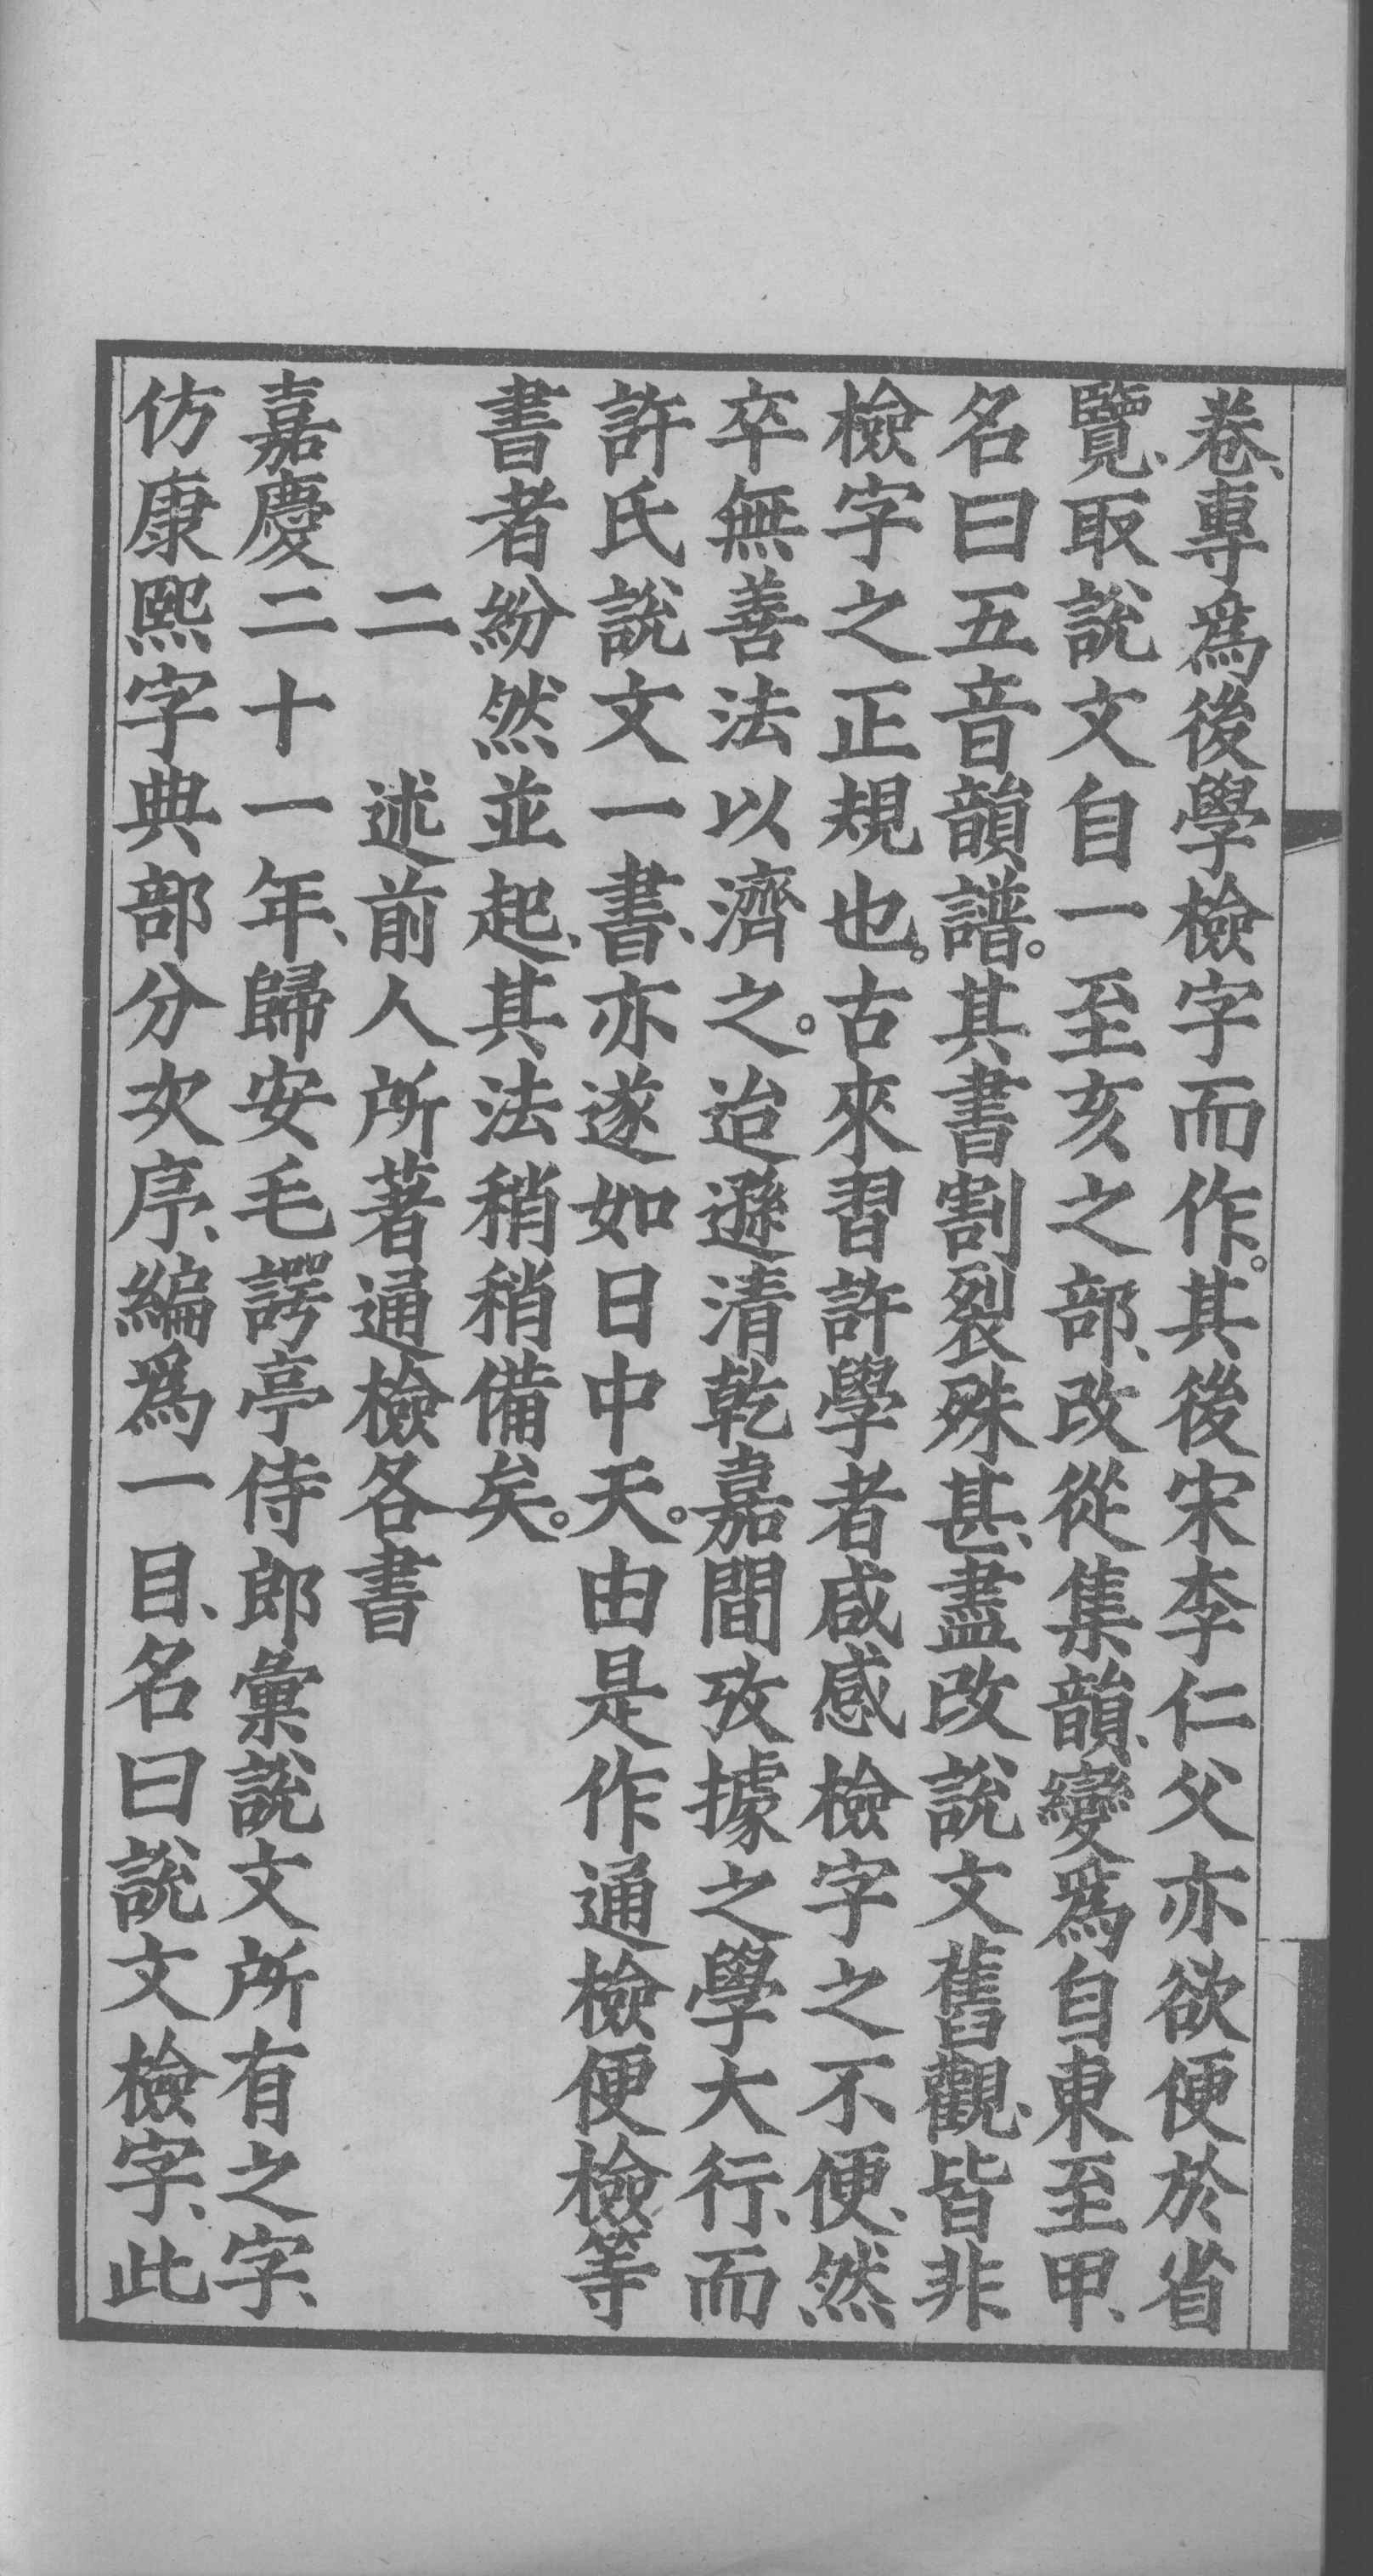 卷、專爲後學檢字而作。其後宋李仁父亦欲便於省
覽、取說文自一至亥之部、改從集韻、變爲自東至甲、
名曰五音韻譜。其書割裂殊甚、盡改說文舊觀、皆非
檢字之正規也。古來習許學者咸感檢字之不便、然
卒無善法以濟之。迨遜清乾嘉間攷據之學大行、而
許氏說文一書、亦遂如日中天。由是作通檢便檢等
書者紛然並起、其法稍稍備矣。
二　述前人所著通檢各書
嘉慶二十一年、歸安毛諤亭侍郎彙說文所有之字、
仿康熙字典部分次序、編爲一目、名曰說文檢字、此